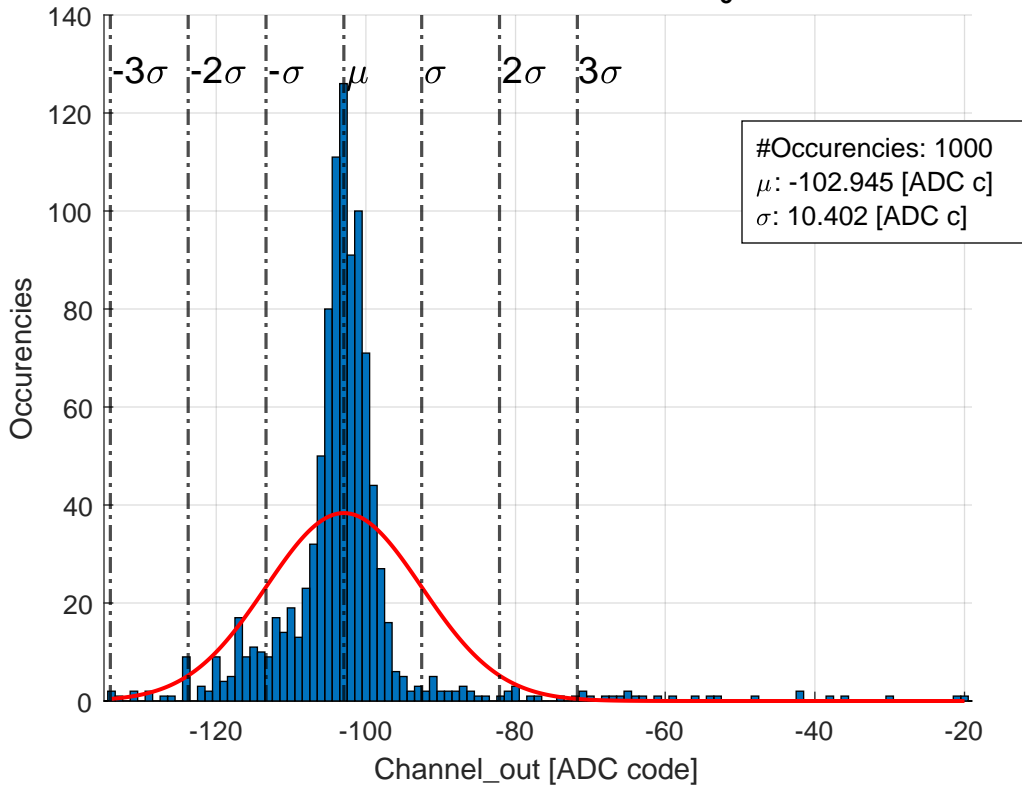 140
120
100
80
60
40
20
0
Occurencies
-3σ
-2σ
-σ
μ
σ
2σ
3σ
#Occurencies: 1000
μ: -102.945 [ADC c]
σ: 10.402 [ADC c]
-120
-100
-80
-60
-40
-20
Channel_out [ADC code]